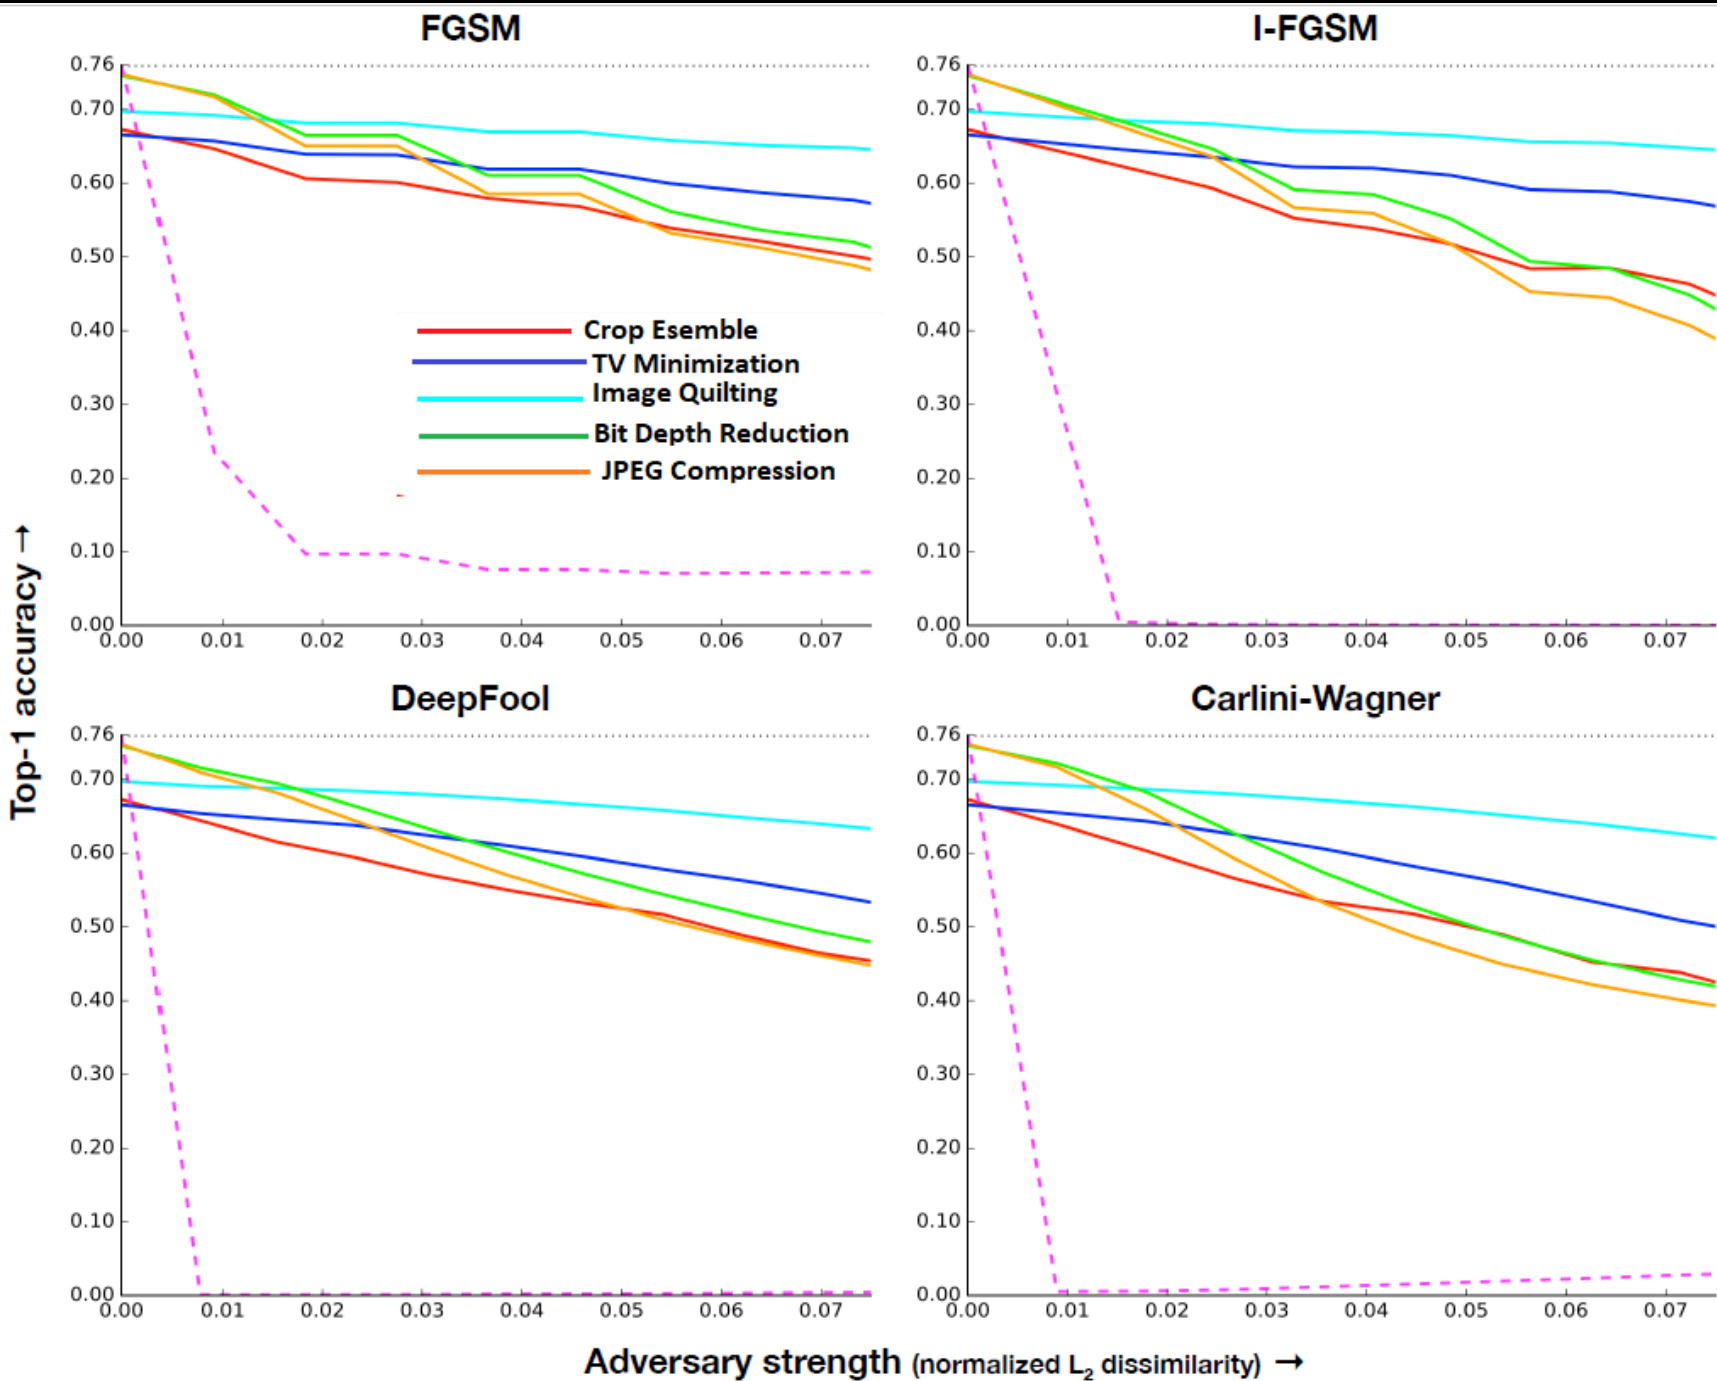 FGSM
I-FGSM
0.76
0.70
0.60
0.50
0.40
0.30
0.20
0.10
0.00
0.00 0.01 0.02 0.03 0.04 0.05 0.06 0.07
Crop Esemble
TV Minimization
Image Quilting
Bit Depth Reduction
JPEG Compression
0.76
0.70
0.60
0.50
0.40
0.30
0.20
0.10
0.00
0.00 0.01 0.02 0.03 0.04 0.05 0.06 0.07
Top-1 accuracy →
DeepFool
Carlini-Wagner
0.76
0.70
0.60
0.50
0.40
0.30
0.20
0.10
0.00
0.00 0.01 0.02 0.03 0.04 0.05 0.06 0.07
0.76
0.70
0.60
0.50
0.40
0.30
0.20
0.10
0.00
0.00 0.01 0.02 0.03 0.04 0.05 0.06 0.07
Adversary strength (normalized L₂ dissimilarity) →